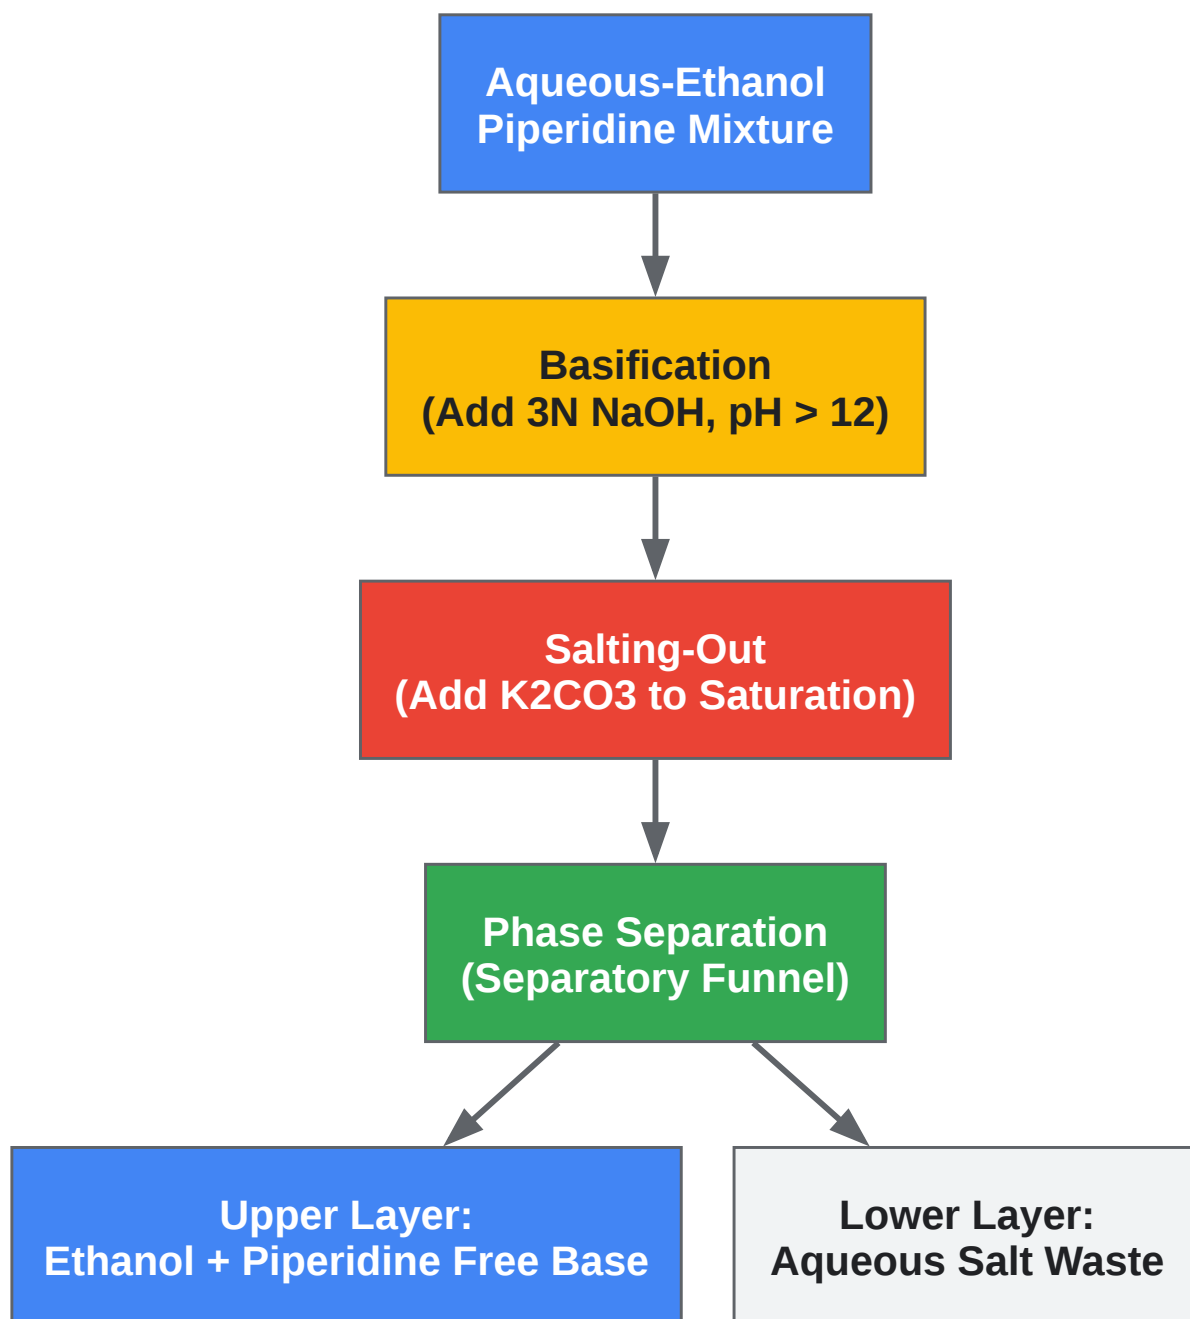 Aqueous-Ethanol
Piperidine Mixture
Basification
(Add 3N NaOH, pH > 12)
Salting-Out
(Add K2CO3 to Saturation)
Phase Separation
(Separatory Funnel)
Upper Layer:
Ethanol + Piperidine Free Base
Lower Layer:
Aqueous Salt Waste